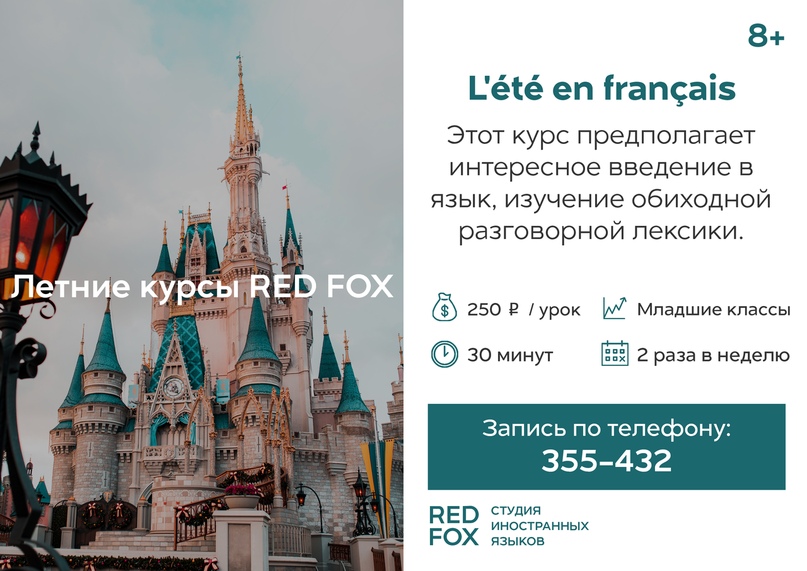 8+
L'été en français
Этот курс предполагает
интересное введение в
язык, изучение обиходной
разговорной лексики.
Летние курсы RED FOX
250 ₽ / урок
Младшие классы
30 минут
2 раза в неделю
Запись по телефону:
355-432
RED FOX
СТУДИЯ
ИНОСТРАННЫХ
ЯЗЫКОВ